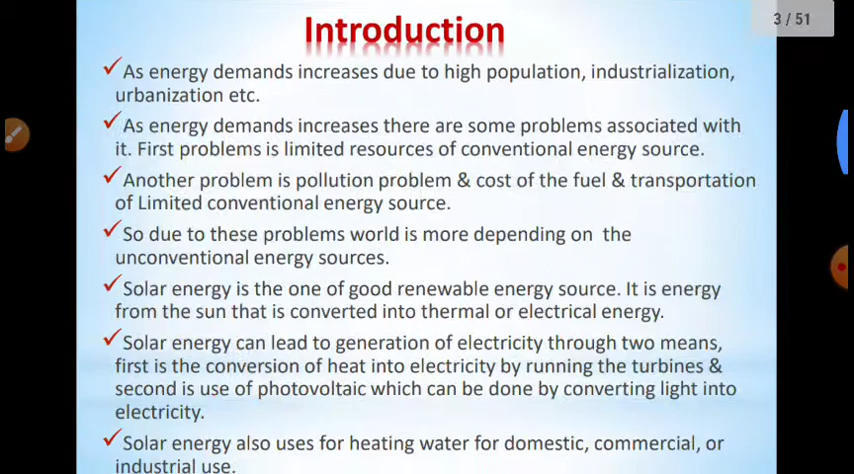 Introduction
3 / 51
✓As energy demands increases due to high population, industrialization,
urbanization etc.
✓As energy demands increases there are some problems associated with
it. First problems is limited resources of conventional energy source.
✓Another problem is pollution problem & cost of the fuel & transportation
of Limited conventional energy source.
✓So due to these problems world is more depending on the
unconventional energy sources.
✓Solar energy is the one of good renewable energy source. It is energy
from the sun that is converted into thermal or electrical energy.
✓Solar energy can lead to generation of electricity through two means,
first is the conversion of heat into electricity by running the turbines &
second is use of photovoltaic which can be done by converting light into
electricity.
✓Solar energy also uses for heating water for domestic, commercial, or
industrial use.